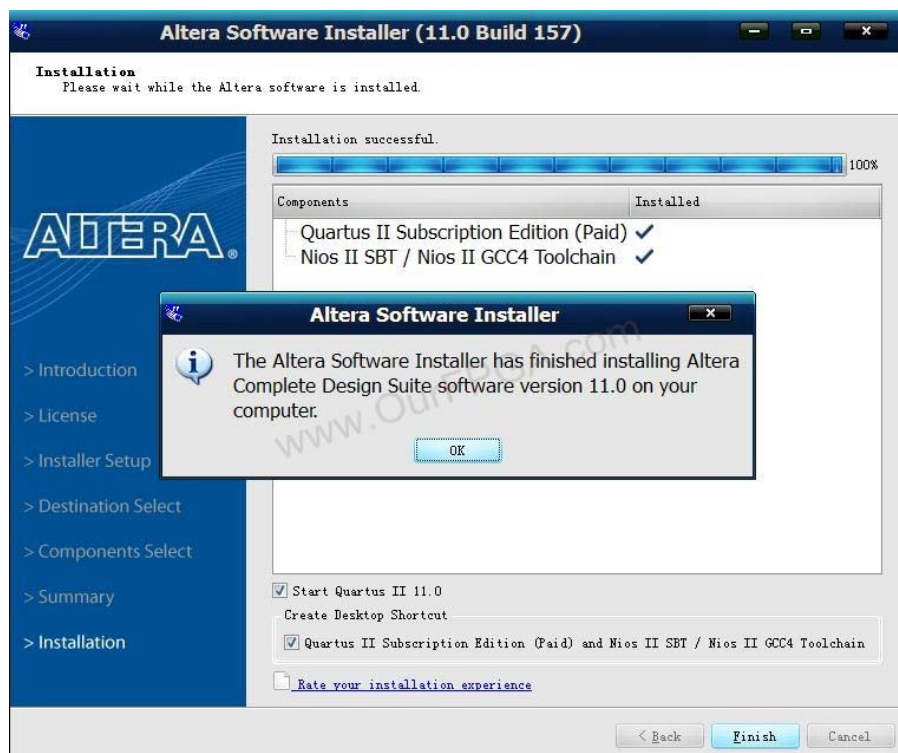 Altera Software Installer (11.0 Build 157)
Installation
Please wait while the Altera software is installed.
Installation successful.
100%
Components Installed
Quartus II Subscription Edition (Paid)
Nios II SBT / Nios II GCC4 Toolchain
ALTERA®
Altera Software Installer
The Altera Software Installer has finished installing Altera
Complete Design Suite software version 11.0 on your
computer.
OK
www.OurFPGA.com
> Introduction
> License
> Installer Setup
> Destination Select
> Components Select
> Summary
> Installation
Start Quartus II 11.0
Create Desktop Shortcut
Quartus II Subscription Edition (Paid) and Nios II SBT / Nios II GCC4 Toolchain
Rate your installation experience
< Back Finish Cancel